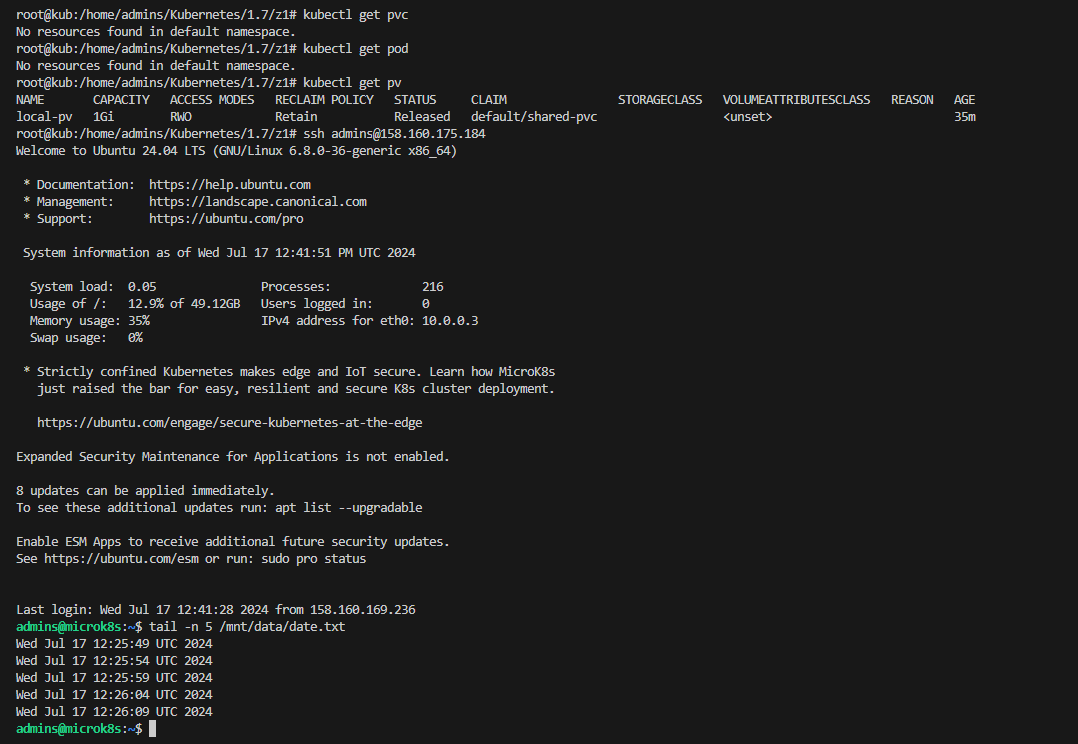 root@kub:/home/admins/Kubernetes/1.7/z1# kubectl get pvc
No resources found in default namespace.
root@kub:/home/admins/Kubernetes/1.7/z1# kubectl get pod
No resources found in default namespace.
root@kub:/home/admins/Kubernetes/1.7/z1# kubectl get pv
NAME       CAPACITY   ACCESS MODES   RECLAIM POLICY   STATUS     CLAIM                STORAGECLASS   VOLUMEATTRIBUTESCLASS   REASON   AGE
local-pv   1Gi        RWO            Retain           Released   default/shared-pvc                  <unset>                          35m
root@kub:/home/admins/Kubernetes/1.7/z1# ssh admins@158.160.175.184
Welcome to Ubuntu 24.04 LTS (GNU/Linux 6.8.0-36-generic x86_64)

 * Documentation:  https://help.ubuntu.com
 * Management:     https://landscape.canonical.com
 * Support:        https://ubuntu.com/pro

 System information as of Wed Jul 17 12:41:51 PM UTC 2024

  System load:  0.05               Processes:             216
  Usage of /:   12.9% of 49.12GB   Users logged in:       0
  Memory usage: 35%                IPv4 address for eth0: 10.0.0.3
  Swap usage:   0%

 * Strictly confined Kubernetes makes edge and IoT secure. Learn how MicroK8s
   just raised the bar for easy, resilient and secure K8s cluster deployment.

   https://ubuntu.com/engage/secure-kubernetes-at-the-edge

Expanded Security Maintenance for Applications is not enabled.

8 updates can be applied immediately.
To see these additional updates run: apt list --upgradable

Enable ESM Apps to receive additional future security updates.
See https://ubuntu.com/esm or run: sudo pro status


Last login: Wed Jul 17 12:41:28 2024 from 158.160.169.236
admins@microk8s:~$ tail -n 5 /mnt/data/date.txt
Wed Jul 17 12:25:49 UTC 2024
Wed Jul 17 12:25:54 UTC 2024
Wed Jul 17 12:25:59 UTC 2024
Wed Jul 17 12:26:04 UTC 2024
Wed Jul 17 12:26:09 UTC 2024
admins@microk8s:~$